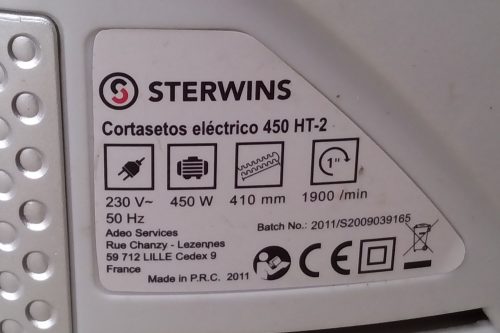 STERWINS
Cortasetos eléctrico 450 HT-2
1"
230 V~ 450 W 410 mm 1900 /min
50 Hz
Batch No.: 2011/S2009039165
Adeo Services
Rue Chanzy - Lezennes
59 712 LILLE Cedex 9
France
Made in P.R.C. 2011
CE